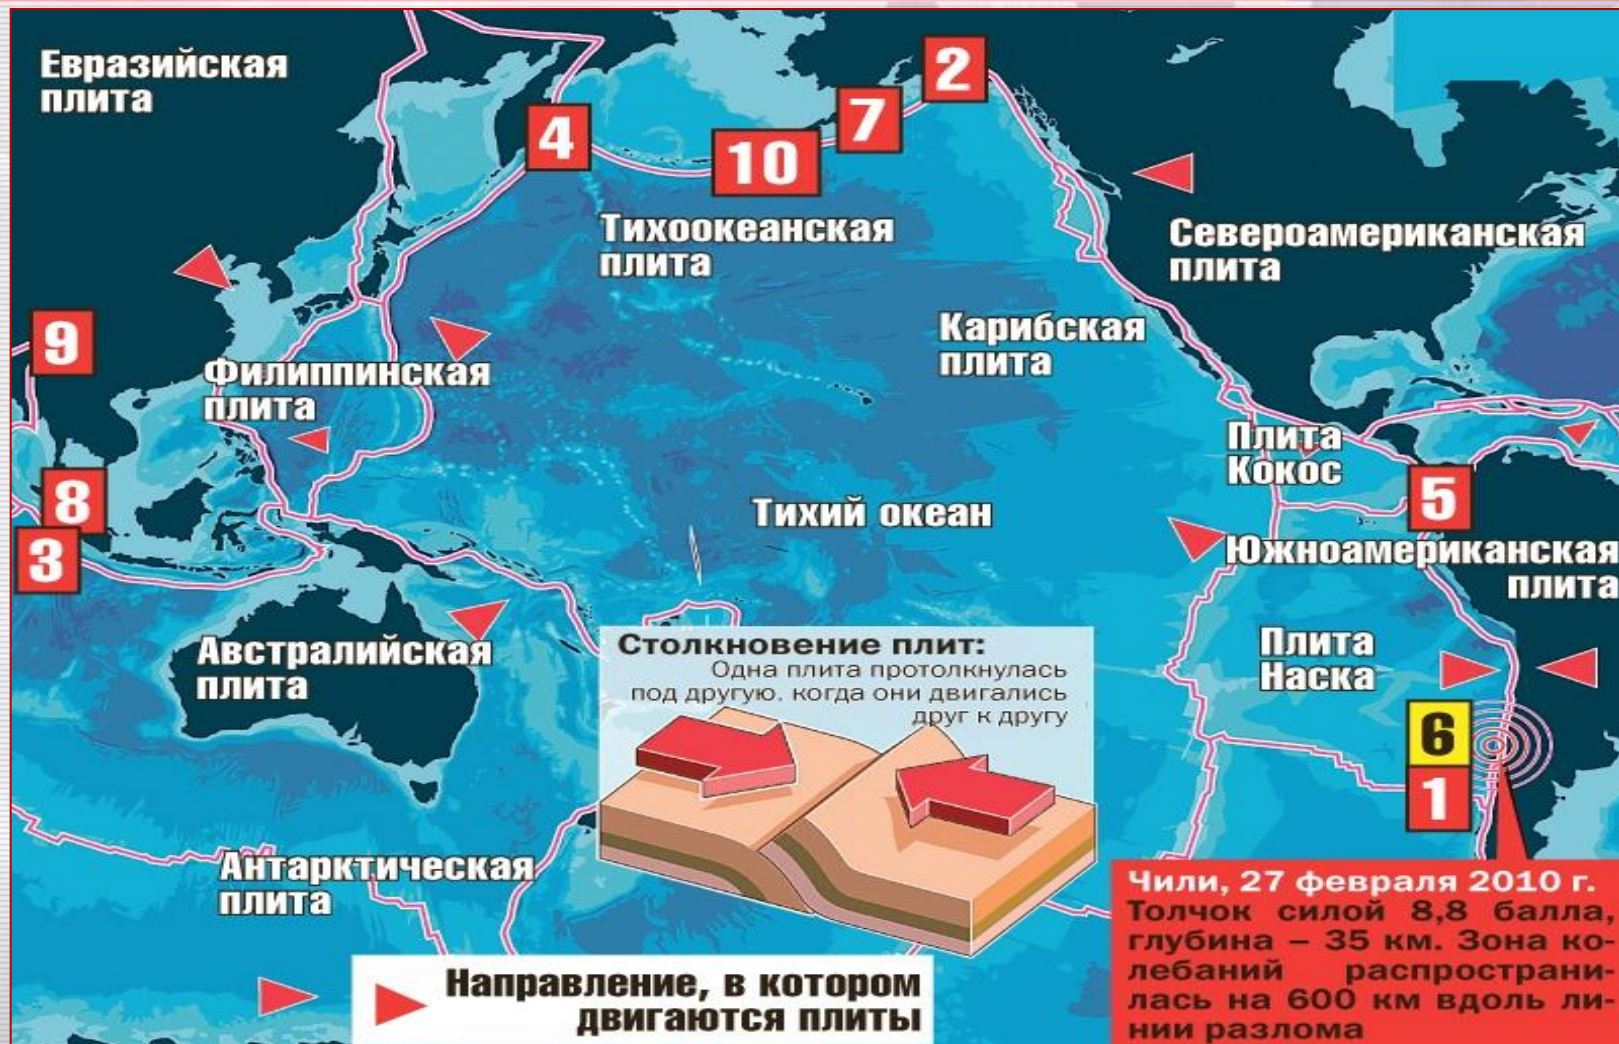 Евразийская
плита
2
7
4
10
Тихоокеанская
плита
Североамериканская
плита
9
Карибская
плита
Филиппинская
плита
Плита
Кокос
8
5
Тихий океан
3
Южноамериканская
плита
Австралийская
плита
Столкновение плит:
Одна плита протолкнулась
под другую. когда они двигались
друг к другу
Плита
Наска
6
1
Антарктическая
плита
Чили, 27 февраля 2010 г.
Толчок силой 8,8 балла,
глубина – 35 км. Зона ко-
лебаний распространи-
лась на 600 км вдоль ли-
нии разлома
Направление, в котором
двигаются плиты